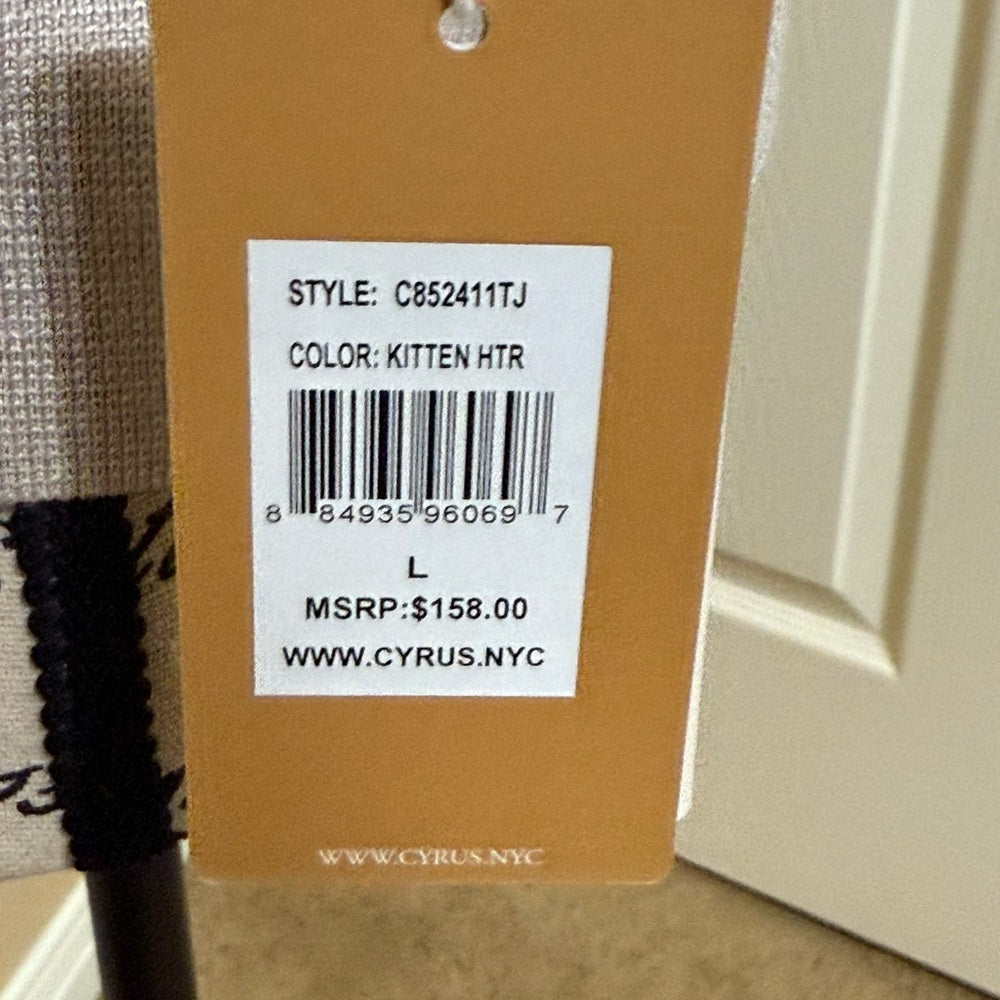 STYLE: C852411TJ
COLOR: KITTEN HTR
8 84935 96069 7
L
MSRP:$158.00
WWW.CYRUS.NYC
WWW.CYRUS.NYC